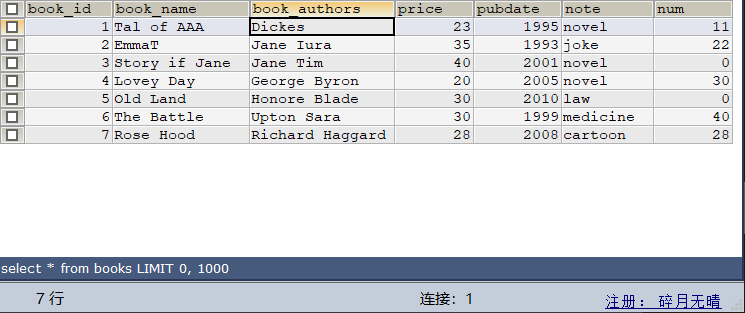 book_id book_name book_authors price pubdate note num
1 Tal of AAA Dickes 23 1995 novel 11
2 EmmaT Jane Iura 35 1993 joke 22
3 Story if Jane Jane Tim 40 2001 novel 0
4 Lovey Day George Byron 20 2005 novel 30
5 Old Land Honore Blade 30 2010 law 0
6 The Battle Upton Sara 30 1999 medicine 40
7 Rose Hood Richard Haggard 28 2008 cartoon 28
select * from books LIMIT 0, 1000
7 行 连接: 1 注册: 碎月无晴